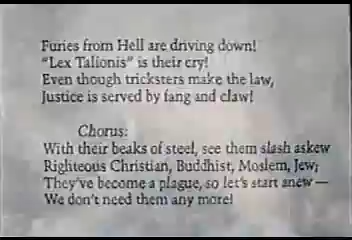 Furies from Hell are driving down!
"Lex Talionis" is their cry!
Even though tricksters make the law,
Justice is served by fang and claw!
Chorus:
With their beaks of steel, see them slash askew
Righteous Christian, Buddhist, Moslem, Jew;
They've become a plague, so let's start anew —
We don't need them any more!